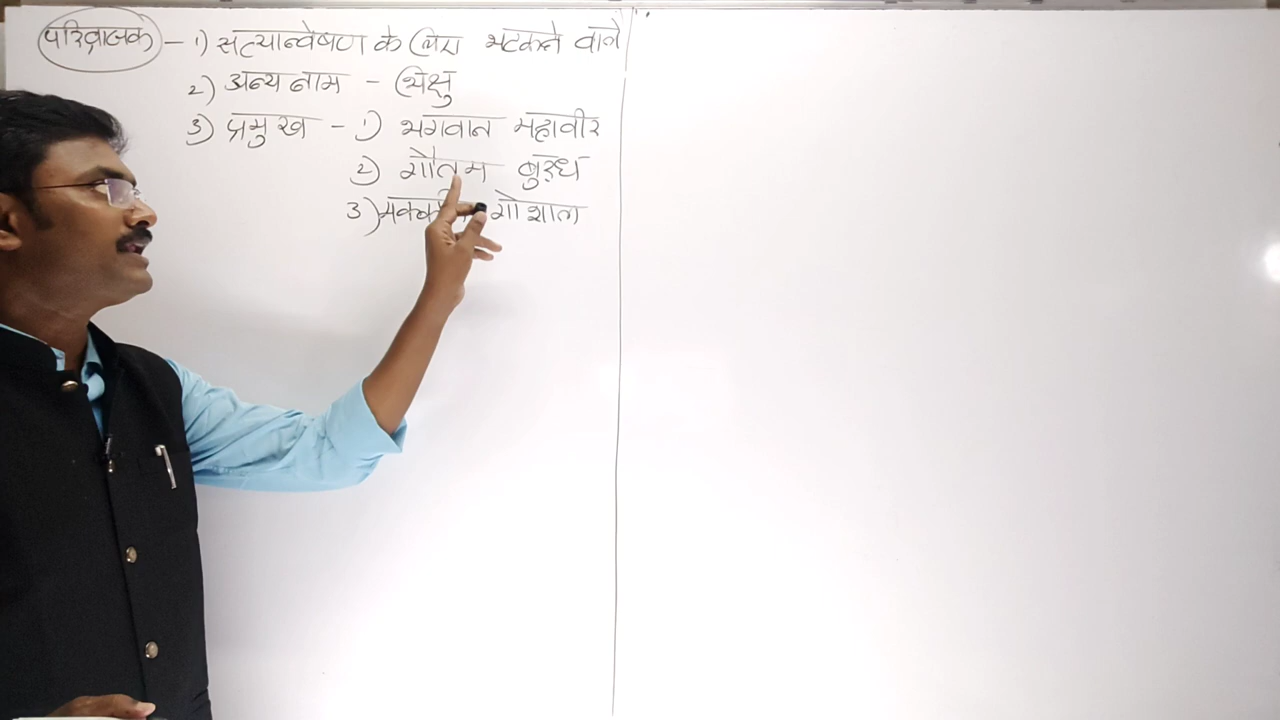 परिव्राजक – 1) सत्यान्वेषण के लिए भटकने वाले
2) अन्य नाम – भिक्षु
3) प्रमुख – 1) भगवान महावीर
2) गौतम बुद्ध
3) गोशाल